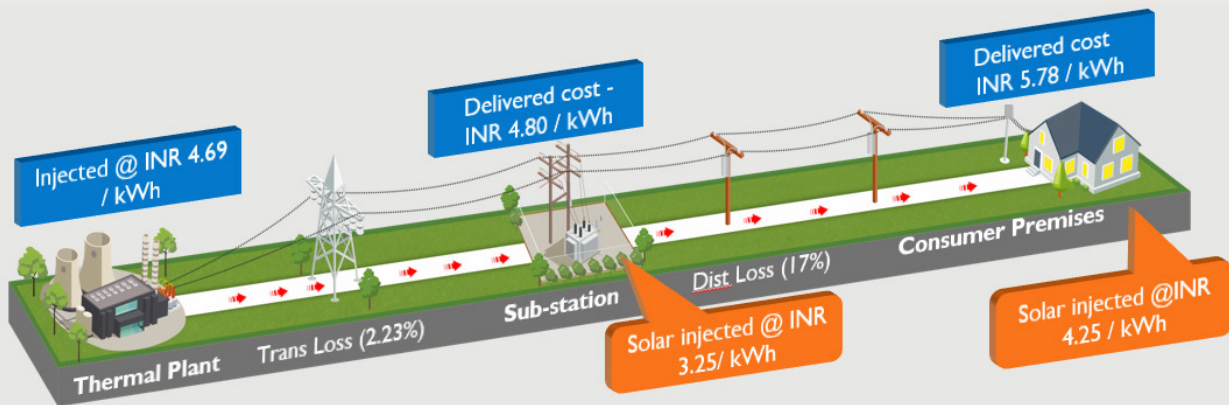 Injected @ INR 4.69
/ kWh
Delivered cost -
INR 4.80 / kWh
Delivered cost
INR 5.78 / kWh
Thermal Plant
Trans Loss (2.23%)
Sub-station
Dist Loss (17%)
Consumer Premises
Solar injected @ INR
3.25/ kWh
Solar injected @INR
4.25 / kWh